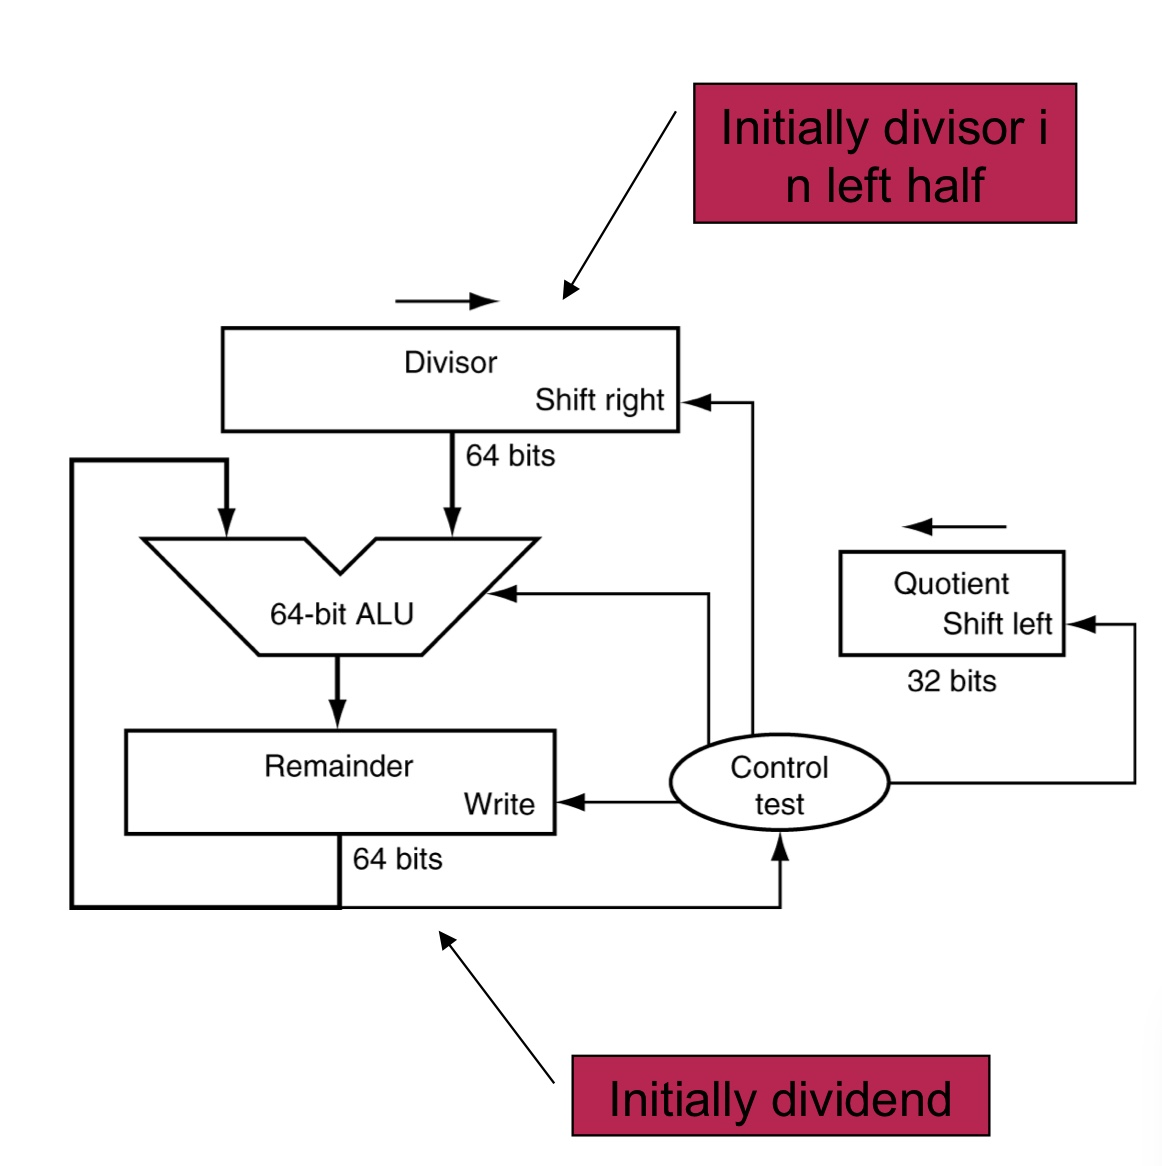 Initially divisor i
n left half
Divisor
Shift right
64 bits
64-bit ALU
Quotient
Shift left
32 bits
Remainder
Write
Control
test
64 bits
Initially dividend